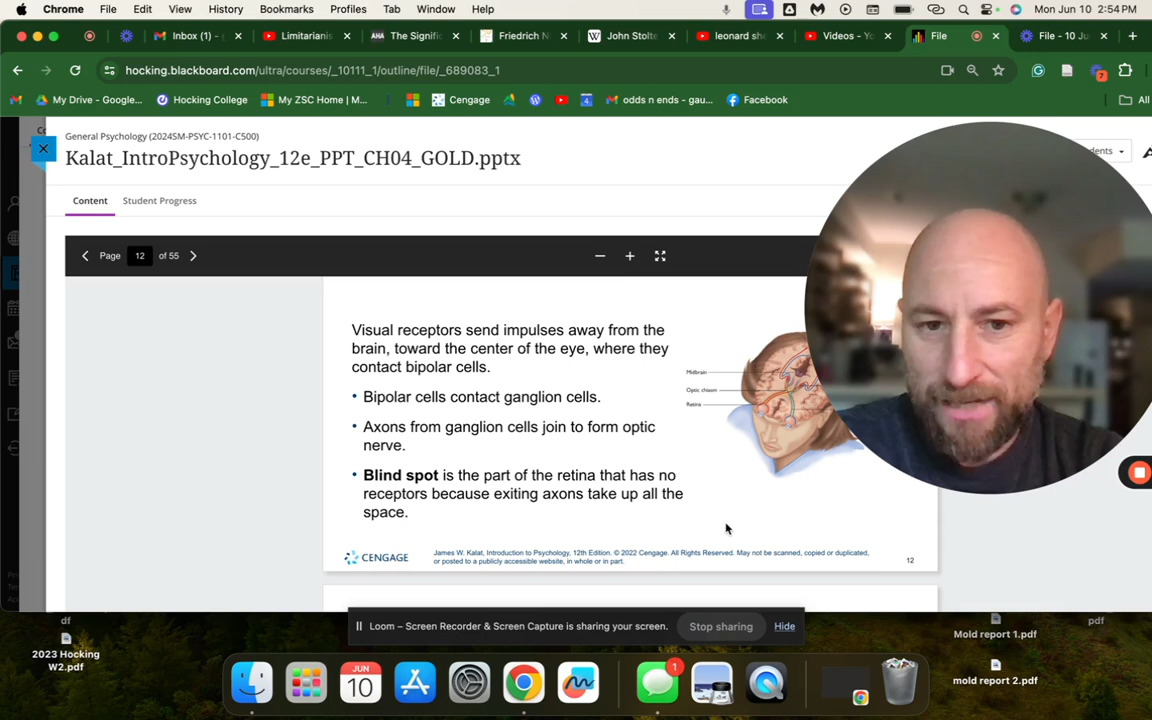 Chrome File Edit View History Bookmarks Profiles Tab Window Help Mon Jun 10 2:54 PM
Inbox (1) - Limitarianis The Signific Friedrich N John Stolte leonard she Videos - Yo File File - 10 Ju
hocking.blackboard.com/ultra/courses/_10111_1/outline/file/_689083_1
7
My Drive - Google... Hocking College My ZSC Home | M... Cengage 4 odds n ends - gau... Facebook All
General Psychology (2024SM-PSYC-1101-C500)
Kalat_IntroPsychology_12e_PPT_CH04_GOLD.pptx
dents
Content Student Progress
Page 12 of 55
Visual receptors send impulses away from the
brain, toward the center of the eye, where they
contact bipolar cells.
• Bipolar cells contact ganglion cells.
• Axons from ganglion cells join to form optic
nerve.
• Blind spot is the part of the retina that has no
receptors because exiting axons take up all the
space.
Midbrain
Optic chiasm
Retina
CENGAGE
James W. Kalat, Introduction to Psychology, 12th Edition. © 2022 Cengage. All Rights Reserved. May not be scanned, copied or duplicated,
or posted to a publicly accessible website, in whole or in part.
12
Loom – Screen Recorder & Screen Capture is sharing your screen. Stop sharing Hide
df
2023 Hocking
W2.pdf
Mold report 1.pdf
pdf
mold report 2.pdf
JUN
10
1